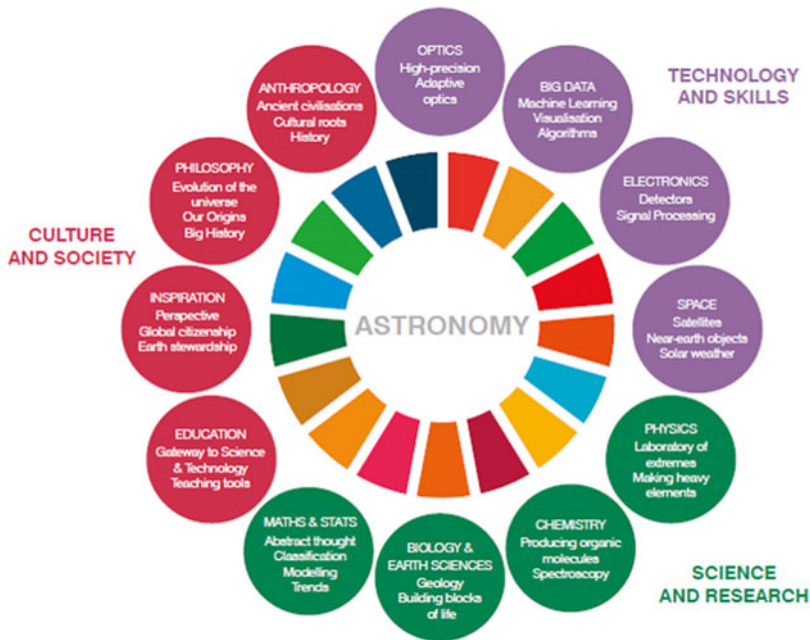 OPTICS
High-precision
Adaptive
optics
BIG DATA
Machine Learning
Visualisation
Algorithms
TECHNOLOGY
AND SKILLS
ELECTRONICS
Detectors
Signal Processing
SPACE
Satellites
Near-earth objects
Solar weather
PHYSICS
Laboratory of
extremes
Making heavy
elements
CHEMISTRY
Producing organic
molecules
Spectroscopy
SCIENCE
AND RESEARCH
BIOLOGY &
EARTH SCIENCES
Geology
Building blocks
of life
MATHS & STATS
Abstract thought
Classification
Modelling
Trends
EDUCATION
Gateway to Science
& Technology
Teaching tools
INSPIRATION
Perspective
Global citizenship
Earth stewardship
CULTURE
AND SOCIETY
PHILOSOPHY
Evolution of the
universe
Our Origins
Big History
ANTHROPOLOGY
Ancient civilisations
Cultural roots
History
ASTRONOMY